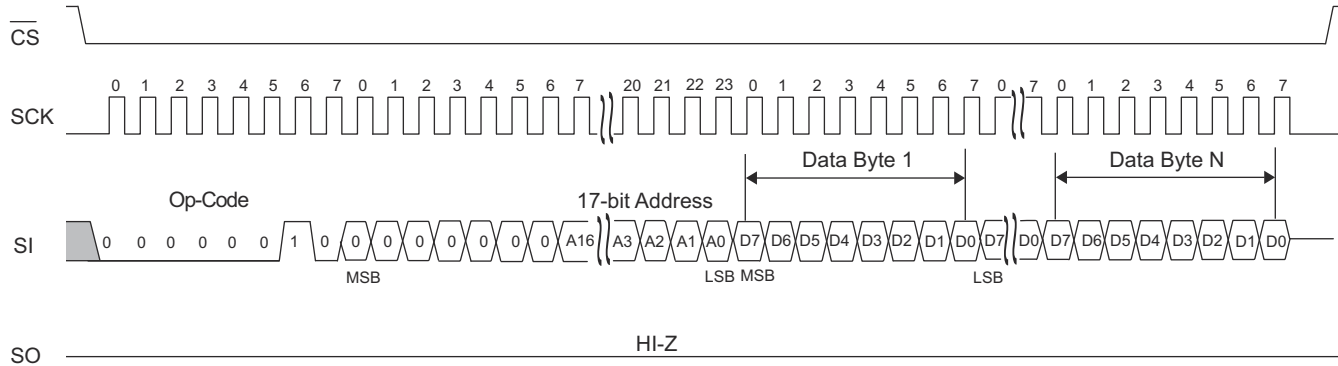 CS
0 1 2 3 4 5 6 7 0 1 2 3 4 5 6 7 20 21 22 23 0 1 2 3 4 5 6 7 0 7 0 1 2 3 4 5 6 7
SCK
Data Byte 1 Data Byte N
Op-Code 17-bit Address
SI 0 0 0 0 0 0 1 0 0 0 0 0 0 0 0 A16 A3 A2 A1 A0 D7 D6 D5 D4 D3 D2 D1 D0 D7 D0 D7 D6 D5 D4 D3 D2 D1 D0
MSB LSB MSB LSB
HI-Z
SO